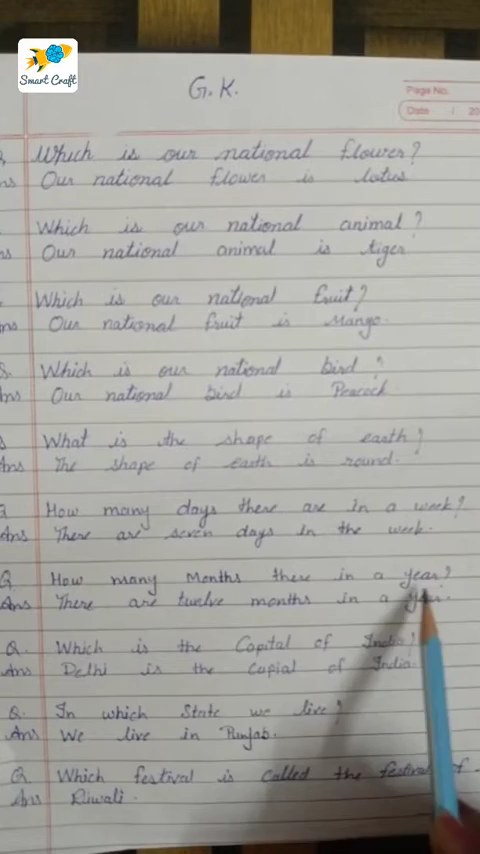 Smart Craft
G.K.
Page No.
Date / 20
Which is our national flower?
Ans Our national flower is lotus
Which is our national animal?
Ans Our national animal is tiger
Which is our national fruit?
Ans Our national fruit is Mango.
Which is our national bird?
Ans Our national bird is Peacock
What is the shape of earth?
Ans The shape of earth is round.
Q How many days there are in a week?
Ans There are seven days in the week.
Q How many Months there in a year?
Ans There are twelve months in a year.
Q. Which is the Capital of India?
Ans Delhi is the Capial of India.
Q. In which State we live?
Ans We live in Punjab.
Q. Which festival is called the festival of
Ans Diwali.